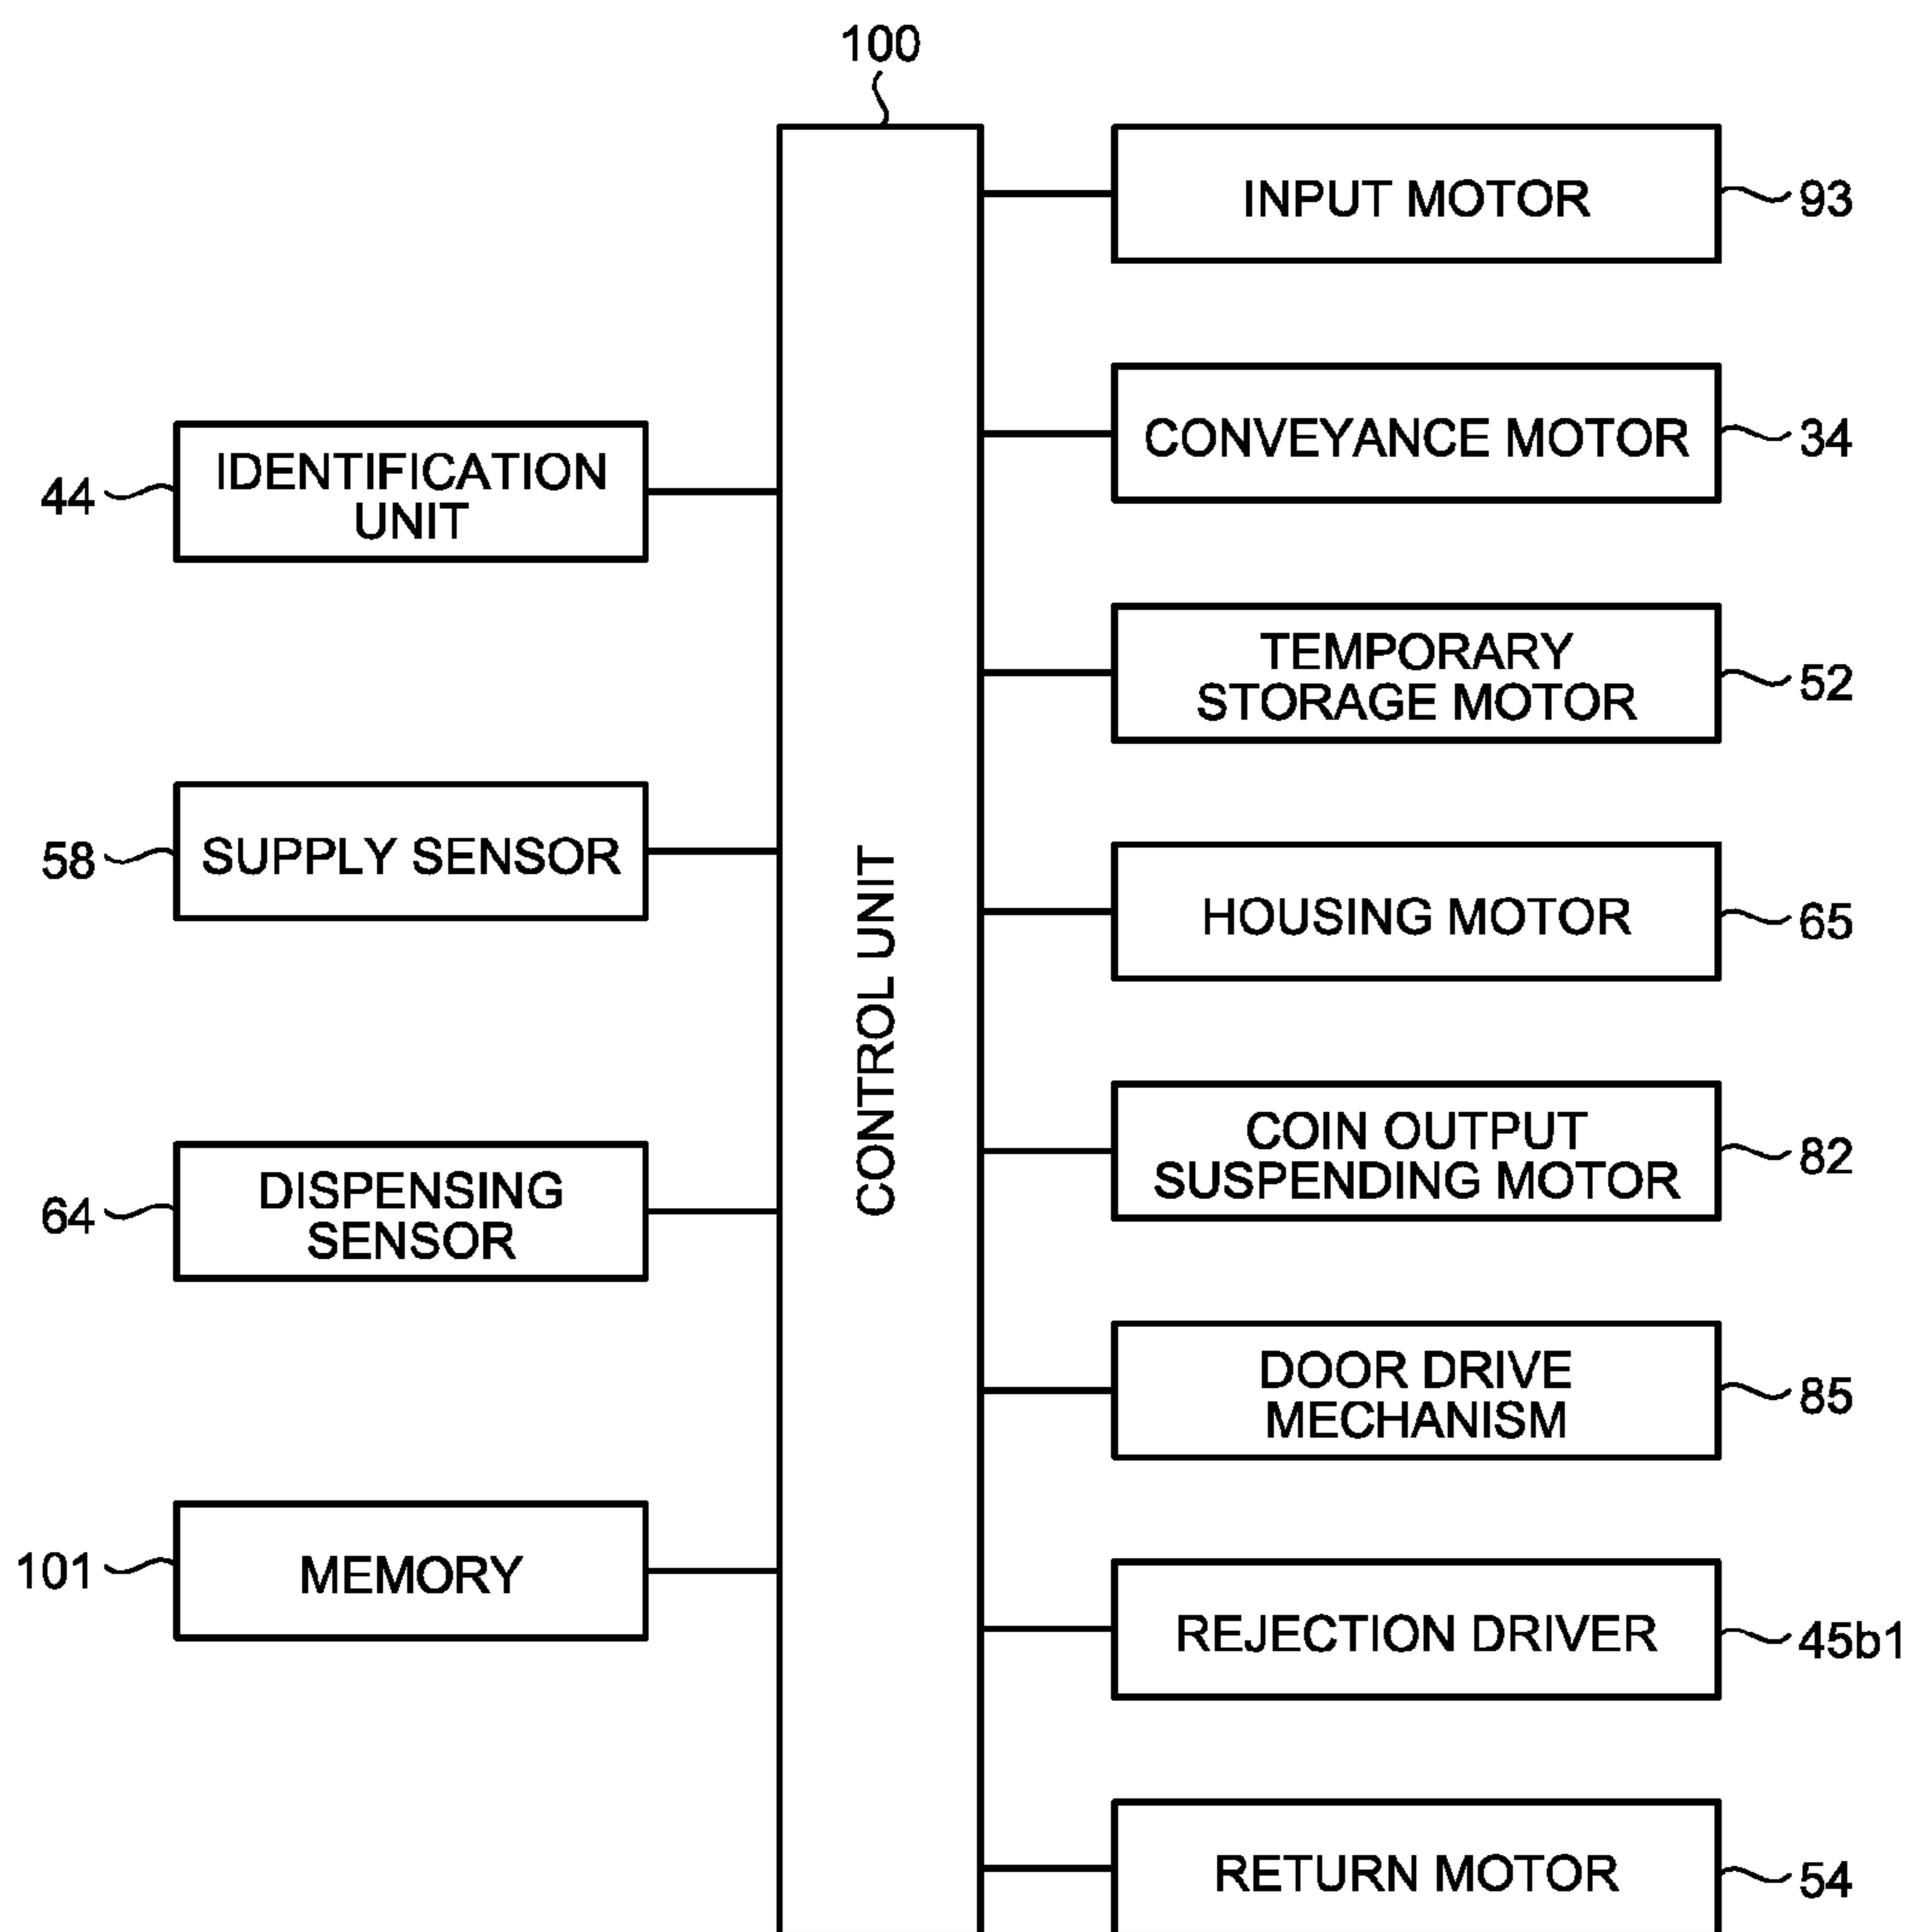 100
INPUT MOTOR
93
CONVEYANCE MOTOR
34
IDENTIFICATION
UNIT
44
TEMPORARY
STORAGE MOTOR
52
SUPPLY SENSOR
58
CONTROL UNIT
HOUSING MOTOR
65
COIN OUTPUT
SUSPENDING MOTOR
82
DISPENSING
SENSOR
64
DOOR DRIVE
MECHANISM
85
MEMORY
101
REJECTION DRIVER
45b1
RETURN MOTOR
54